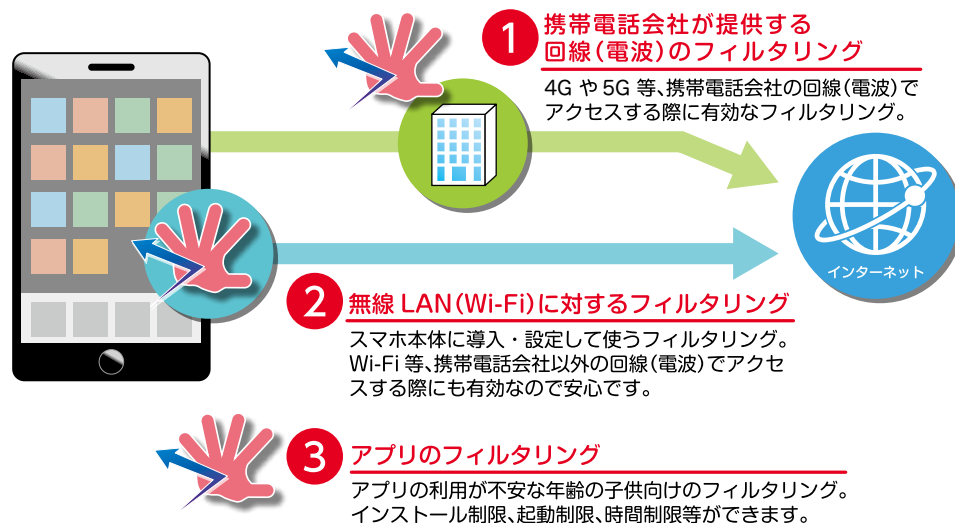 1 携帯電話会社が提供する
回線(電波)のフィルタリング
4G や 5G 等、携帯電話会社の回線(電波)で
アクセスする際に有効なフィルタリング。
インターネット
2 無線 LAN(Wi-Fi)に対するフィルタリング
スマホ本体に導入・設定して使うフィルタリング。
Wi-Fi 等、携帯電話会社以外の回線(電波)でアクセ
スする際にも有効なので安心です。
3 アプリのフィルタリング
アプリの利用が不安な年齢の子供向けのフィルタリング。
インストール制限、起動制限、時間制限等ができます。